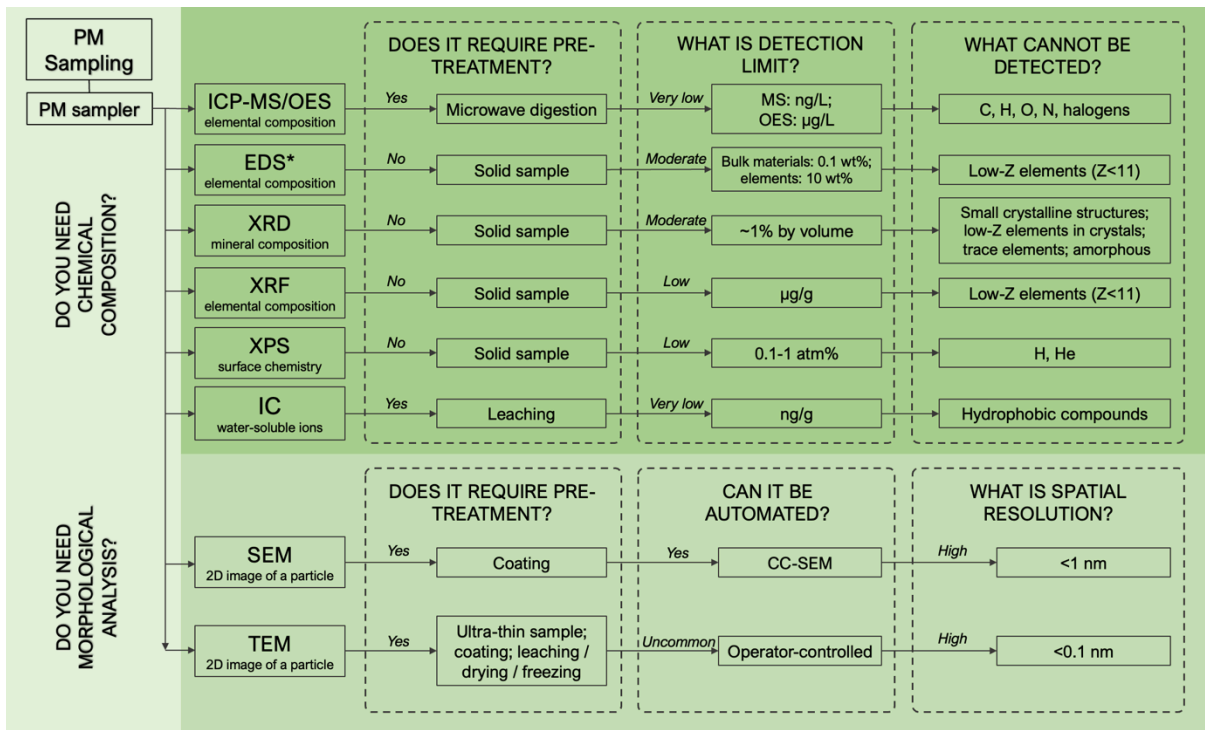 PM
Sampling
PM sampler
DO YOU NEED
CHEMICAL
COMPOSITION?
DOES IT REQUIRE PRE-
TREATMENT?
WHAT IS DETECTION
LIMIT?
WHAT CANNOT BE
DETECTED?
ICP-MS/OES
elemental composition
Yes
Microwave digestion
Very low
MS: ng/L;
OES: µg/L
C, H, O, N, halogens
EDS*
elemental composition
No
Solid sample
Moderate
Bulk materials: 0.1 wt%;
elements: 10 wt%
Low-Z elements (Z<11)
XRD
mineral composition
No
Solid sample
Moderate
~1% by volume
Small crystalline structures;
low-Z elements in crystals;
trace elements; amorphous
XRF
elemental composition
No
Solid sample
Low
µg/g
Low-Z elements (Z<11)
XPS
surface chemistry
No
Solid sample
Low
0.1-1 atm%
H, He
IC
water-soluble ions
Yes
Leaching
Very low
ng/g
Hydrophobic compounds
DO YOU NEED
MORPHOLOGICAL
ANALYSIS?
DOES IT REQUIRE PRE-
TREATMENT?
CAN IT BE
AUTOMATED?
WHAT IS SPATIAL
RESOLUTION?
SEM
2D image of a particle
Yes
Coating
Yes
CC-SEM
High
<1 nm
TEM
2D image of a particle
Yes
Ultra-thin sample;
coating; leaching /
drying / freezing
Uncommon
Operator-controlled
High
<0.1 nm